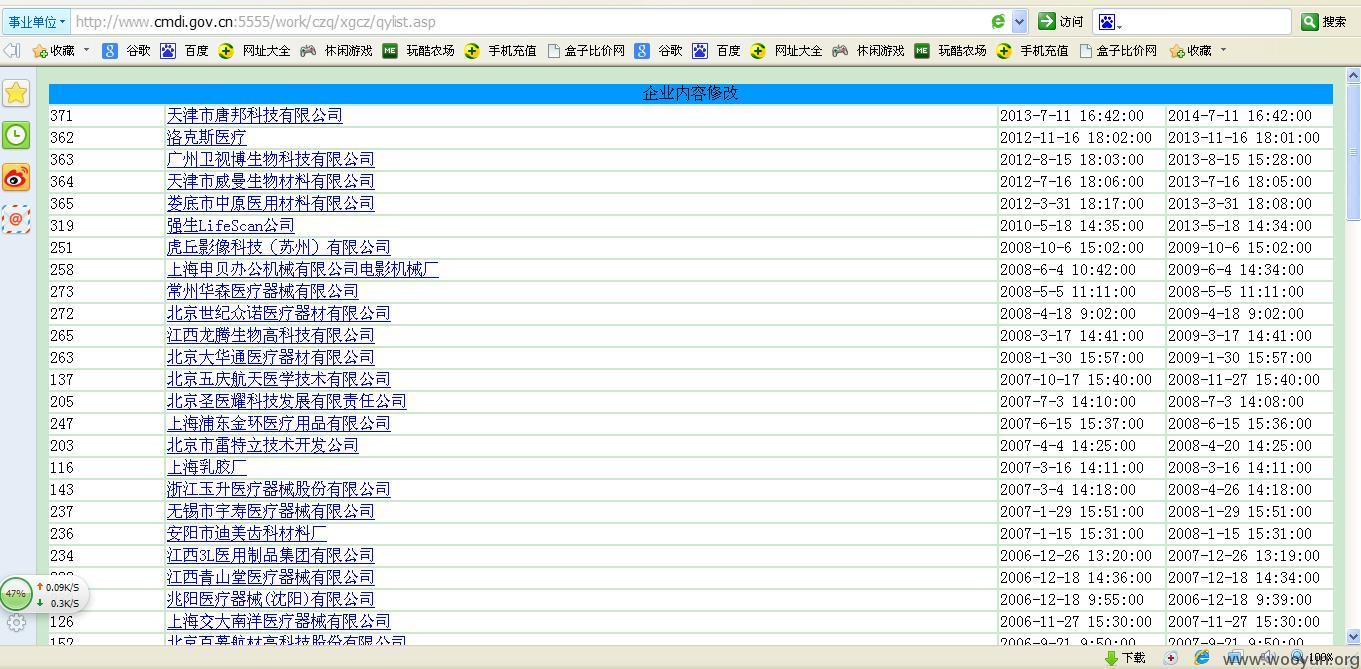 事业单位 http://www.cmdi.gov.cn:5555/work/czq/xgcz/qylist.asp 访问 搜索
收藏 谷歌 百度 网址大全 休闲游戏 玩酷农场 手机充值 盒子比价网 谷歌 百度 网址大全 休闲游戏 玩酷农场 手机充值 盒子比价网 收藏
企业内容修改
371 天津市唐邦科技有限公司 2013-7-11 16:42:00 2014-7-11 16:42:00
362 洛克斯医疗 2012-11-16 18:02:00 2013-11-16 18:01:00
363 广州卫视博生物科技有限公司 2012-8-15 18:03:00 2013-8-15 15:28:00
364 天津市威曼生物材料有限公司 2012-7-16 18:06:00 2013-7-16 18:05:00
365 娄底市中原医用材料有限公司 2012-3-31 18:17:00 2013-3-31 18:08:00
319 强生LifeScan公司 2010-5-18 14:35:00 2013-5-18 14:34:00
251 虎丘影像科技（苏州）有限公司 2008-10-6 15:02:00 2009-10-6 15:02:00
258 上海申贝办公机械有限公司电影机械厂 2008-6-4 10:42:00 2009-6-4 14:34:00
273 常州华森医疗器械有限公司 2008-5-5 11:11:00 2008-5-5 11:11:00
272 北京世纪众诺医疗器材有限公司 2008-4-18 9:02:00 2009-4-18 9:02:00
265 江西龙腾生物高科技有限公司 2008-3-17 14:41:00 2009-3-17 14:41:00
263 北京大华通医疗器材有限公司 2008-1-30 15:57:00 2009-1-30 15:57:00
137 北京五庆航天医学技术有限公司 2007-10-17 15:40:00 2008-11-27 15:40:00
205 北京圣医耀科技发展有限责任公司 2007-7-3 14:10:00 2008-7-3 14:08:00
247 上海浦东金环医疗用品有限公司 2007-6-15 15:37:00 2008-6-15 15:36:00
203 北京市雷特立技术开发公司 2007-4-4 14:25:00 2008-4-20 14:25:00
116 上海乳胶厂 2007-3-16 14:11:00 2008-3-16 14:11:00
143 浙江玉升医疗器械股份有限公司 2007-3-4 14:18:00 2008-4-26 14:18:00
237 无锡市宇寿医疗器械有限公司 2007-1-29 15:51:00 2008-1-29 15:51:00
236 安阳市迪美齿科材料厂 2007-1-15 15:31:00 2008-1-15 15:31:00
234 江西3L医用制品集团有限公司 2006-12-26 13:20:00 2007-12-26 13:19:00
江西青山堂医疗器械有限公司 2006-12-18 14:36:00 2007-12-18 14:34:00
兆阳医疗器械(沈阳)有限公司 2006-12-18 9:55:00 2006-12-18 9:39:00
126 上海交大南洋医疗器械有限公司 2006-11-27 15:30:00 2007-11-27 15:30:00
152 北京百慕航材高科技股份有限公司 2006-9-21 9:50:00 2007-9-21 9:50:00
47% 0.09K/S
0.3K/S
下载 100%
www.wooyun.org